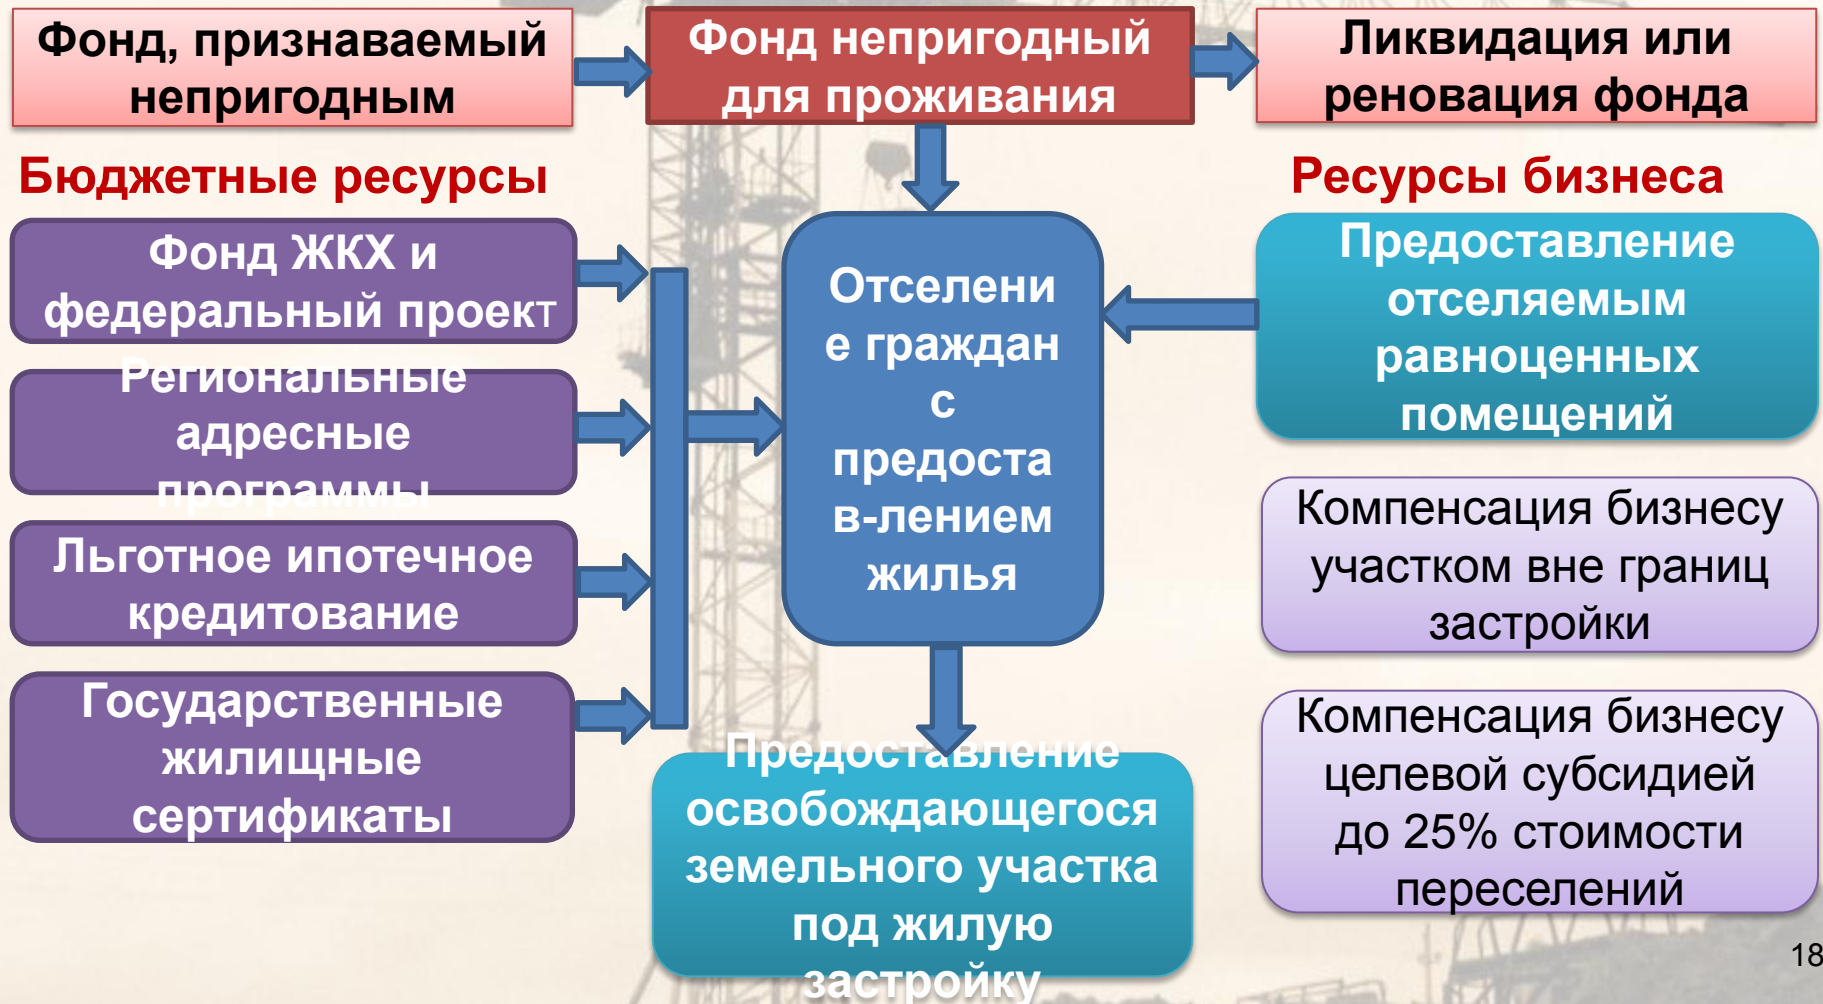 Фонд, признаваемый
непригодным
Фонд непригодный
для проживания
Ликвидация или
реновация фонда
Бюджетные ресурсы
Ресурсы бизнеса
Фонд ЖКХ и
федеральный проект
Региональные
адресные
программы
Льготное ипотечное
кредитование
Государственные
жилищные
сертификаты
Отселени
е граждан
с
предоста
в-лением
жилья
Предоставление
освобождающегося
земельного участка
под жилую
застройку
Предоставление
отселяемым
равноценных
помещений
Компенсация бизнесу
участком вне границ
застройки
Компенсация бизнесу
целевой субсидией
до 25% стоимости
переселений
18